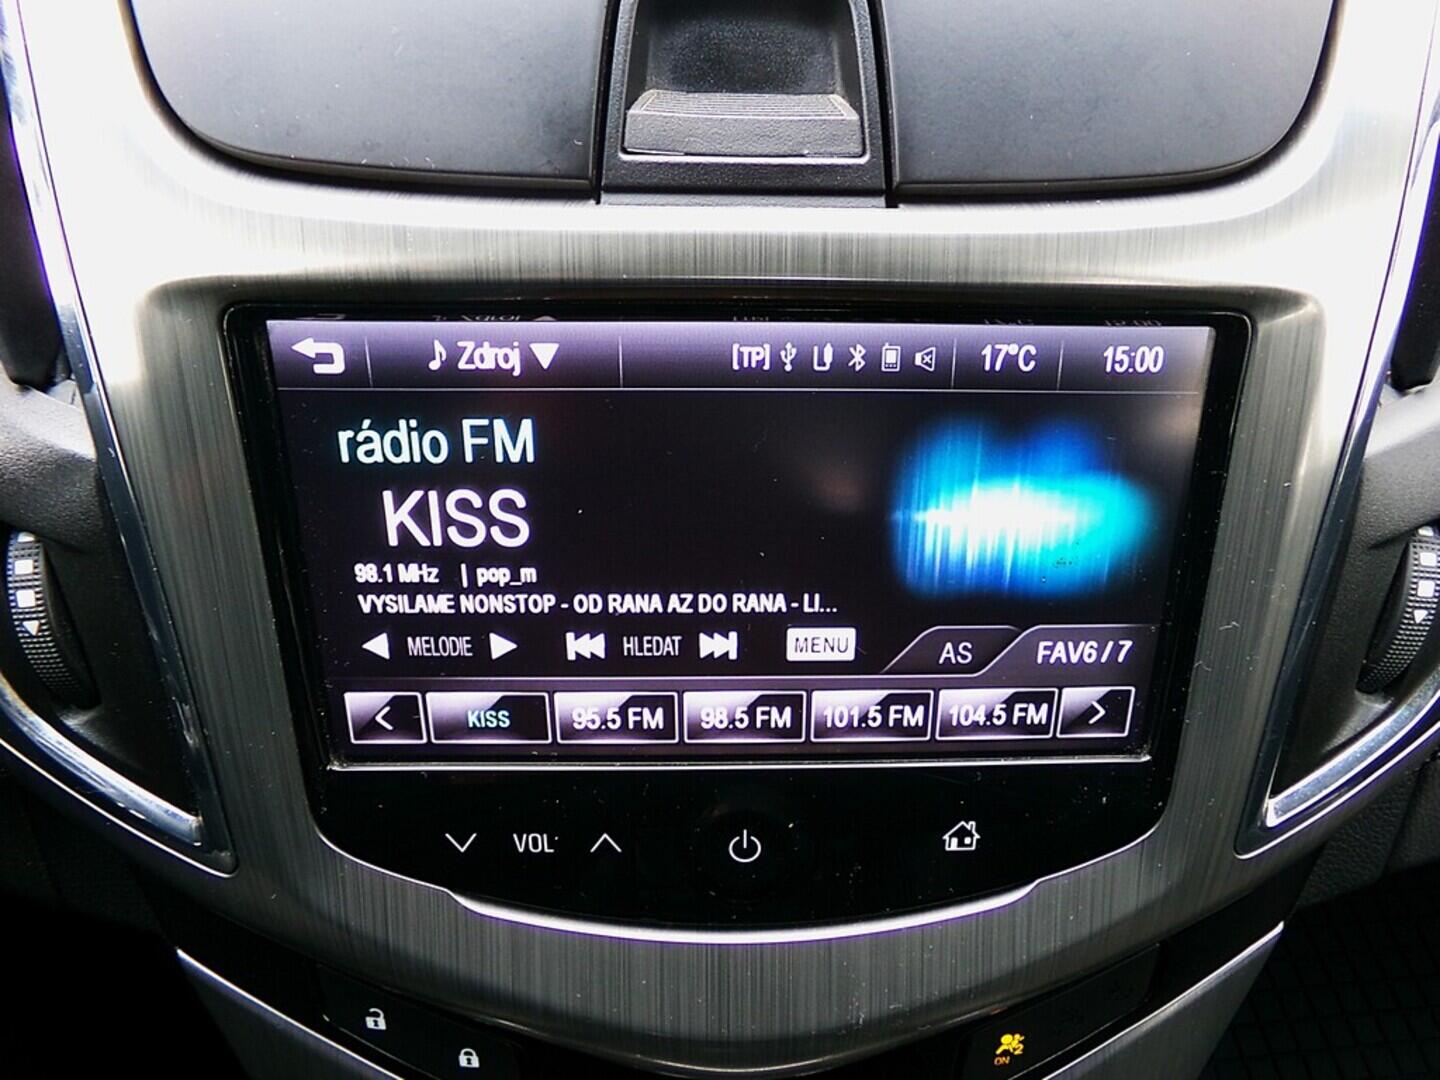 Zdroj [TP] 17°C 15:00
rádio FM
KISS
98.1 MHz | pop_m
VYSILAME NONSTOP - OD RANA AZ DO RANA - LI...
MELODIE HLEDAT MENU AS FAV6/7
< KISS 95.5 FM 98.5 FM 101.5 FM 104.5 FM >
VOL
2
ON